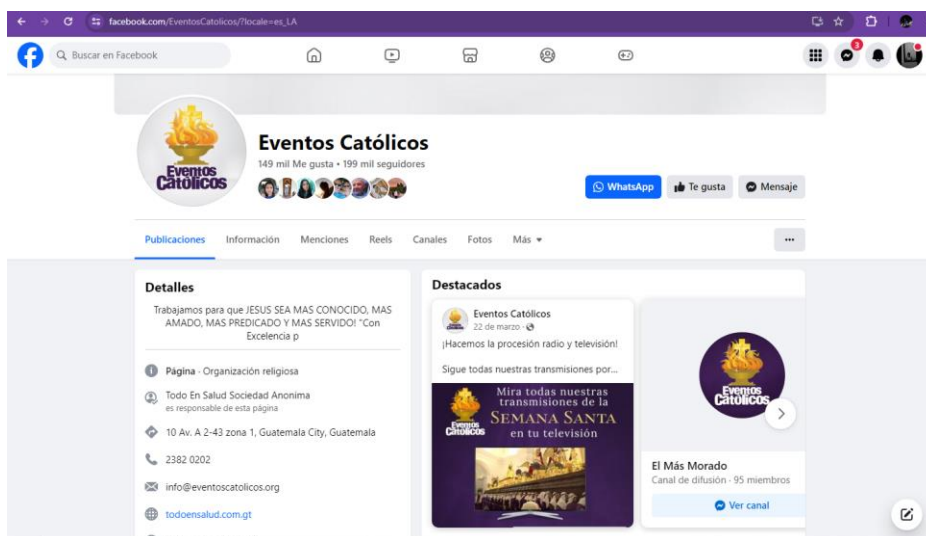 facebook.com/EventosCatolicos/?locale=es_LA
Buscar en Facebook
3
Eventos
Católicos
Eventos Católicos
149 mil Me gusta • 199 mil seguidores
WhatsApp
Te gusta
Mensaje
Publicaciones
Información
Menciones
Reels
Canales
Fotos
Más
Detalles
Trabajamos para que JESUS SEA MAS CONOCIDO, MAS
AMADO, MAS PREDICADO Y MAS SERVIDO! "Con
Excelencia p
Página · Organización religiosa
Todo En Salud Sociedad Anonima
es responsable de esta página
10 Av. A 2-43 zona 1, Guatemala City, Guatemala
2382 0202
info@eventoscatolicos.org
todoensalud.com.gt
Destacados
Eventos Católicos
22 de marzo ·
¡Hacemos la procesión radio y televisión!
Sigue todas nuestras transmisiones por...
Mira todas nuestras
transmisiones de la
SEMANA SANTA
en tu televisión
Eventos
Católicos
Eventos
Católicos
El Más Morado
Canal de difusión · 95 miembros
Ver canal